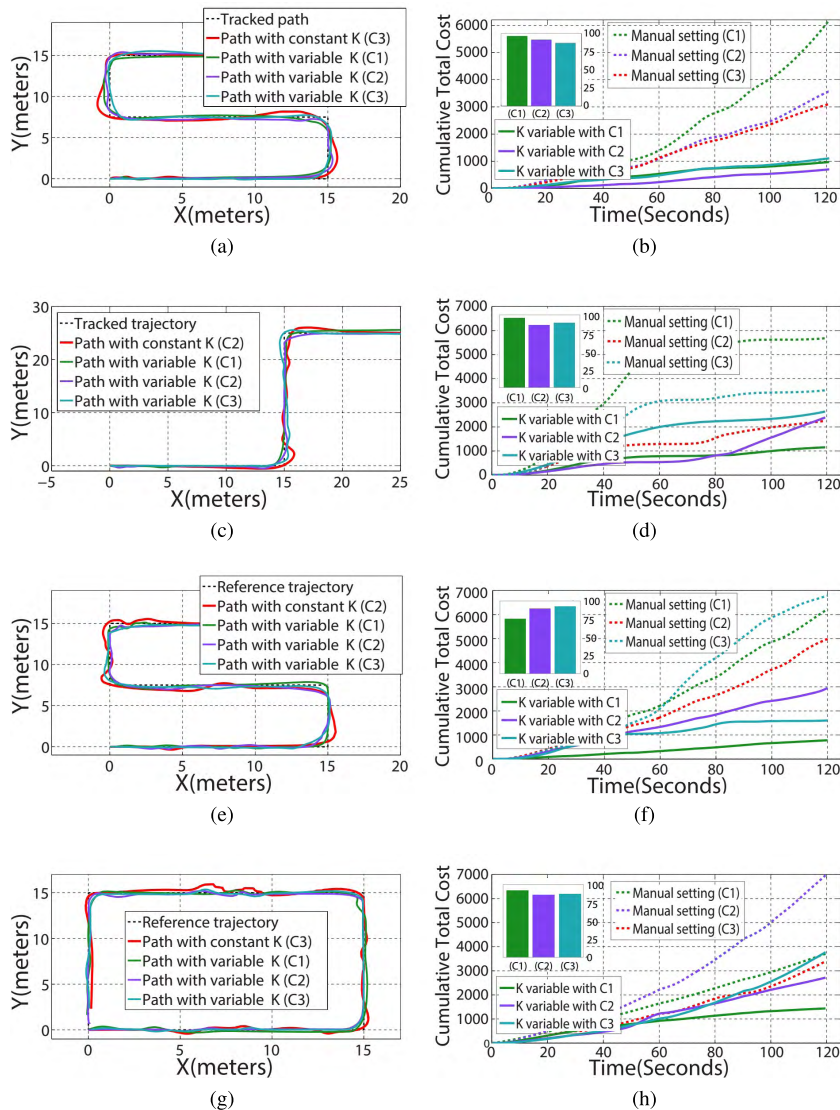 Tracked path
Path with constant K (C3)
Path with variable K (C1)
Path with variable K (C2)
Path with variable K (C3)
Y(meters)
15
10
5
0
0 5 10 15 20
X(meters)
(a)
Cumulative Total Cost
6000
5000
4000
3000
2000
1000
0
100
75
50
25
0
(C1) (C2) (C3)
Manual setting (C1)
Manual setting (C2)
Manual setting (C3)
K variable with C1
K variable with C2
K variable with C3
0 20 40 60 80 100 120
Time(Seconds)
(b)
Tracked trajectory
Path with constant K (C2)
Path with variable K (C1)
Path with variable K (C2)
Path with variable K (C3)
Y(meters)
30
20
10
0
−5 0 5 10 15 20 25
X(meters)
(c)
Cumulative Total Cost
7000
6000
5000
4000
3000
2000
1000
0
100
75
50
25
0
(C1) (C2) (C3)
Manual setting (C1)
Manual setting (C2)
Manual setting (C3)
K variable with C1
K variable with C2
K variable with C3
0 20 40 60 80 100 120
Time(Seconds)
(d)
Reference trajectory
Path with constant K (C2)
Path with variable K (C1)
Path with variable K (C2)
Path with variable K (C3)
Y(meters)
15
10
5
0
0 5 10 15 20
X(meters)
(e)
Cumulative Total Cost
7000
6000
5000
4000
3000
2000
1000
0
100
75
50
25
0
(C1) (C2) (C3)
Manual setting (C1)
Manual setting (C2)
Manual setting (C3)
K variable with C1
K variable with C2
K variable with C3
0 20 40 60 80 100 120
Time(Seconds)
(f)
Reference trajectory
Path with constant K (C3)
Path with variable K (C1)
Path with variable K (C2)
Path with variable K (C3)
Y(meters)
15
10
5
0
0 5 10 15
X(meters)
(g)
Cumulative Total Cost
7000
6000
5000
4000
3000
2000
1000
0
100
75
50
25
0
(C1) (C2) (C3)
Manual setting (C1)
Manual setting (C2)
Manual setting (C3)
K variable with C1
K variable with C2
K variable with C3
0 20 40 60 80 100 120
Time(Seconds)
(h)